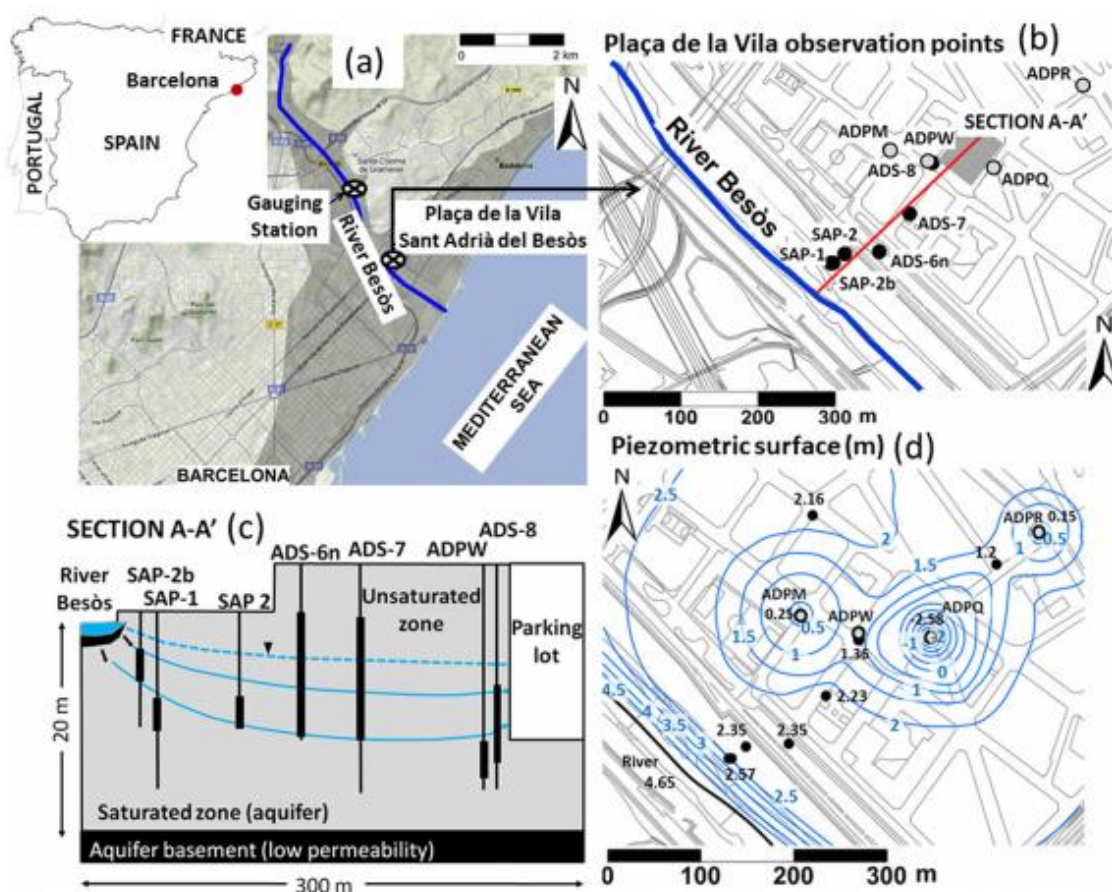 FRANCE
Barcelona
SPAIN
PORTUGAL
(a)
0 2 km
N
Gauging
Station
River Besòs
Plaça de la Vila
Sant Adrià del Besòs
MEDITERRANEAN
SEA
BARCELONA
Plaça de la Vila observation points (b)
ADPR
ADPM
ADPW
SECTION A-A’
ADS-8
ADPQ
River Besòs
ADS-7
SAP-2
SAP-1
ADS-6n
SAP-2b
N
0 100 200 300 m
SECTION A-A’ (c)
ADS-8
ADS-6n
ADS-7
ADPW
River
Besòs
SAP-2b
SAP-1
SAP 2
Unsaturated
zone
Parking
lot
20 m
Saturated zone (aquifer)
Aquifer basement (low permeability)
300 m
Piezometric surface (m) (d)
N
2.5
2.16
2
ADPR
0.15
1
0.5
1.5
1.2
ADPM
0.25
0.5
ADPW
ADPQ
-2.58
-2
-1
1.5
1
1.36
0
1
2
2.23
4.5
4
3.5
3
2.35
2.35
2.57
2.5
River
4.65
0 100 200 300 m